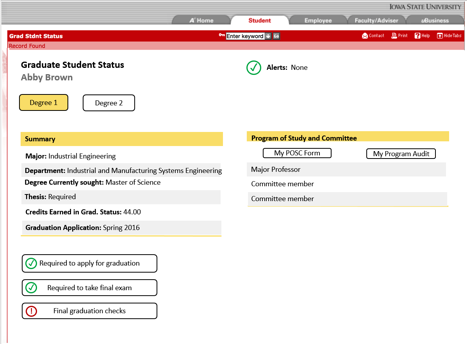 IOWA STATE UNIVERSITY
A+ Home
Student
Employee
Faculty/Adviser
uBusiness
Grad Stdnt Status
Enter keyword
Contact
Print
Help
Hide Tabs
Record Found
Graduate Student Status
Abby Brown
Alerts: None
Degree 1
Degree 2
Summary
Major: Industrial Engineering
Department: Industrial and Manufacturing Systems Engineering
Degree Currently sought: Master of Science
Thesis: Required
Credits Earned in Grad. Status: 44.00
Graduation Application: Spring 2016
Program of Study and Committee
My POSC Form
My Program Audit
Major Professor
Committee member
Committee member
Required to apply for graduation
Required to take final exam
Final graduation checks